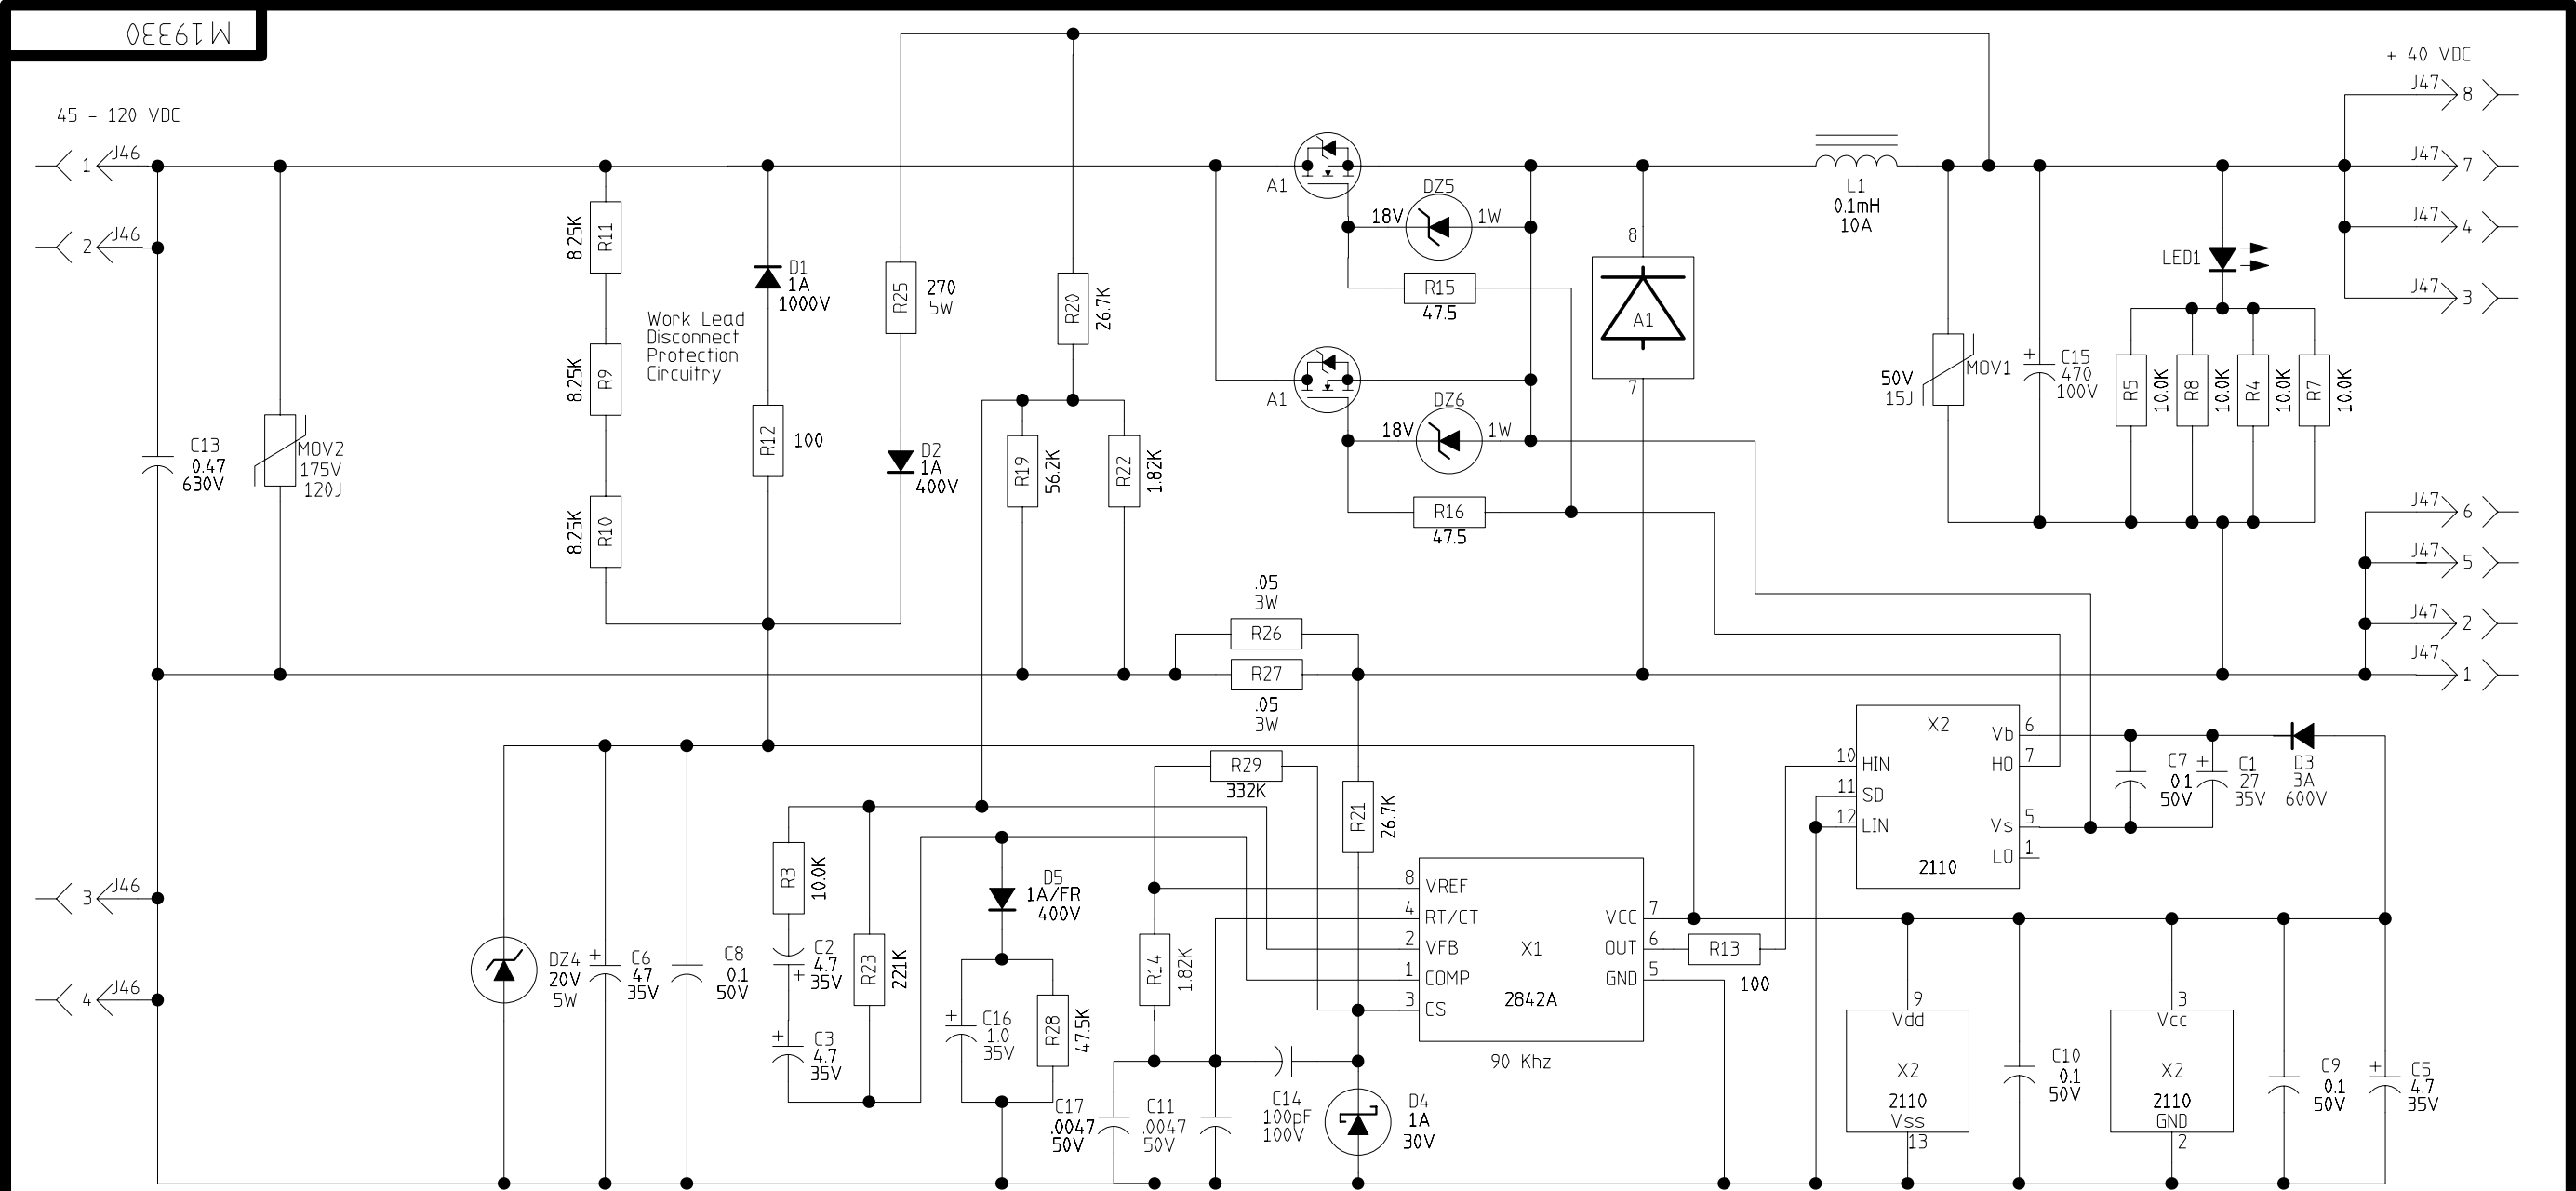 M19330
+ 40 VDC
45 - 120 VDC
1 J46
2 J46
3 J46
4 J46
J47 8
J47 7
J47 4
J47 3
J47 6
J47 5
J47 2
J47 1
C13
0.47
630V
MOV2
175V
120J
R11
8.25K
R9
8.25K
R10
8.25K
Work Lead
Disconnect
Protection
Circuitry
D1
1A
1000V
R12
100
R25
270
5W
D2
1A
400V
R20
26.7K
R19
56.2K
R22
1.82K
A1
DZ5
18V
1W
R15
47.5
A1
DZ6
18V
1W
R16
47.5
8
A1
7
L1
0.1mH
10A
50V
15J
MOV1
+
C15
470
100V
LED1
R5
10.0K
R8
10.0K
R4
10.0K
R7
10.0K
.05
3W
R26
R27
.05
3W
R29
332K
R21
26.7K
DZ4
20V
5W
+
C6
47
35V
C8
0.1
50V
R3
10.0K
C2
4.7
35V
+
+
C3
4.7
35V
R23
221K
D5
1A/FR
400V
+
C16
1.0
35V
R28
47.5K
R14
1.82K
C17
.0047
50V
C11
.0047
50V
C14
100pF
100V
D4
1A
30V
8 VREF
4 RT/CT
2 VFB
1 COMP
3 CS
VCC 7
OUT 6
GND 5
X1
2842A
90 Khz
R13
100
X2
10 HIN
11 SD
12 LIN
Vb 6
HO 7
Vs 5
LO 1
2110
C7
0.1
50V
+
C1
27
35V
D3
3A
600V
9
Vdd
X2
2110
Vss
13
C10
0.1
50V
3
Vcc
X2
2110
GND
2
C9
0.1
50V
+
C5
4.7
35V